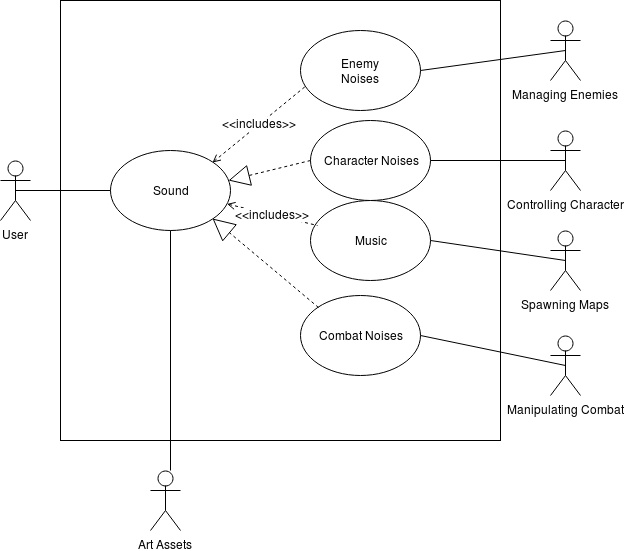 Enemy
Noises
Managing Enemies
<<includes>>
Character Noises
Sound
Controlling Character
User
<<includes>>
Music
Spawning Maps
Combat Noises
Manipulating Combat
Art Assets